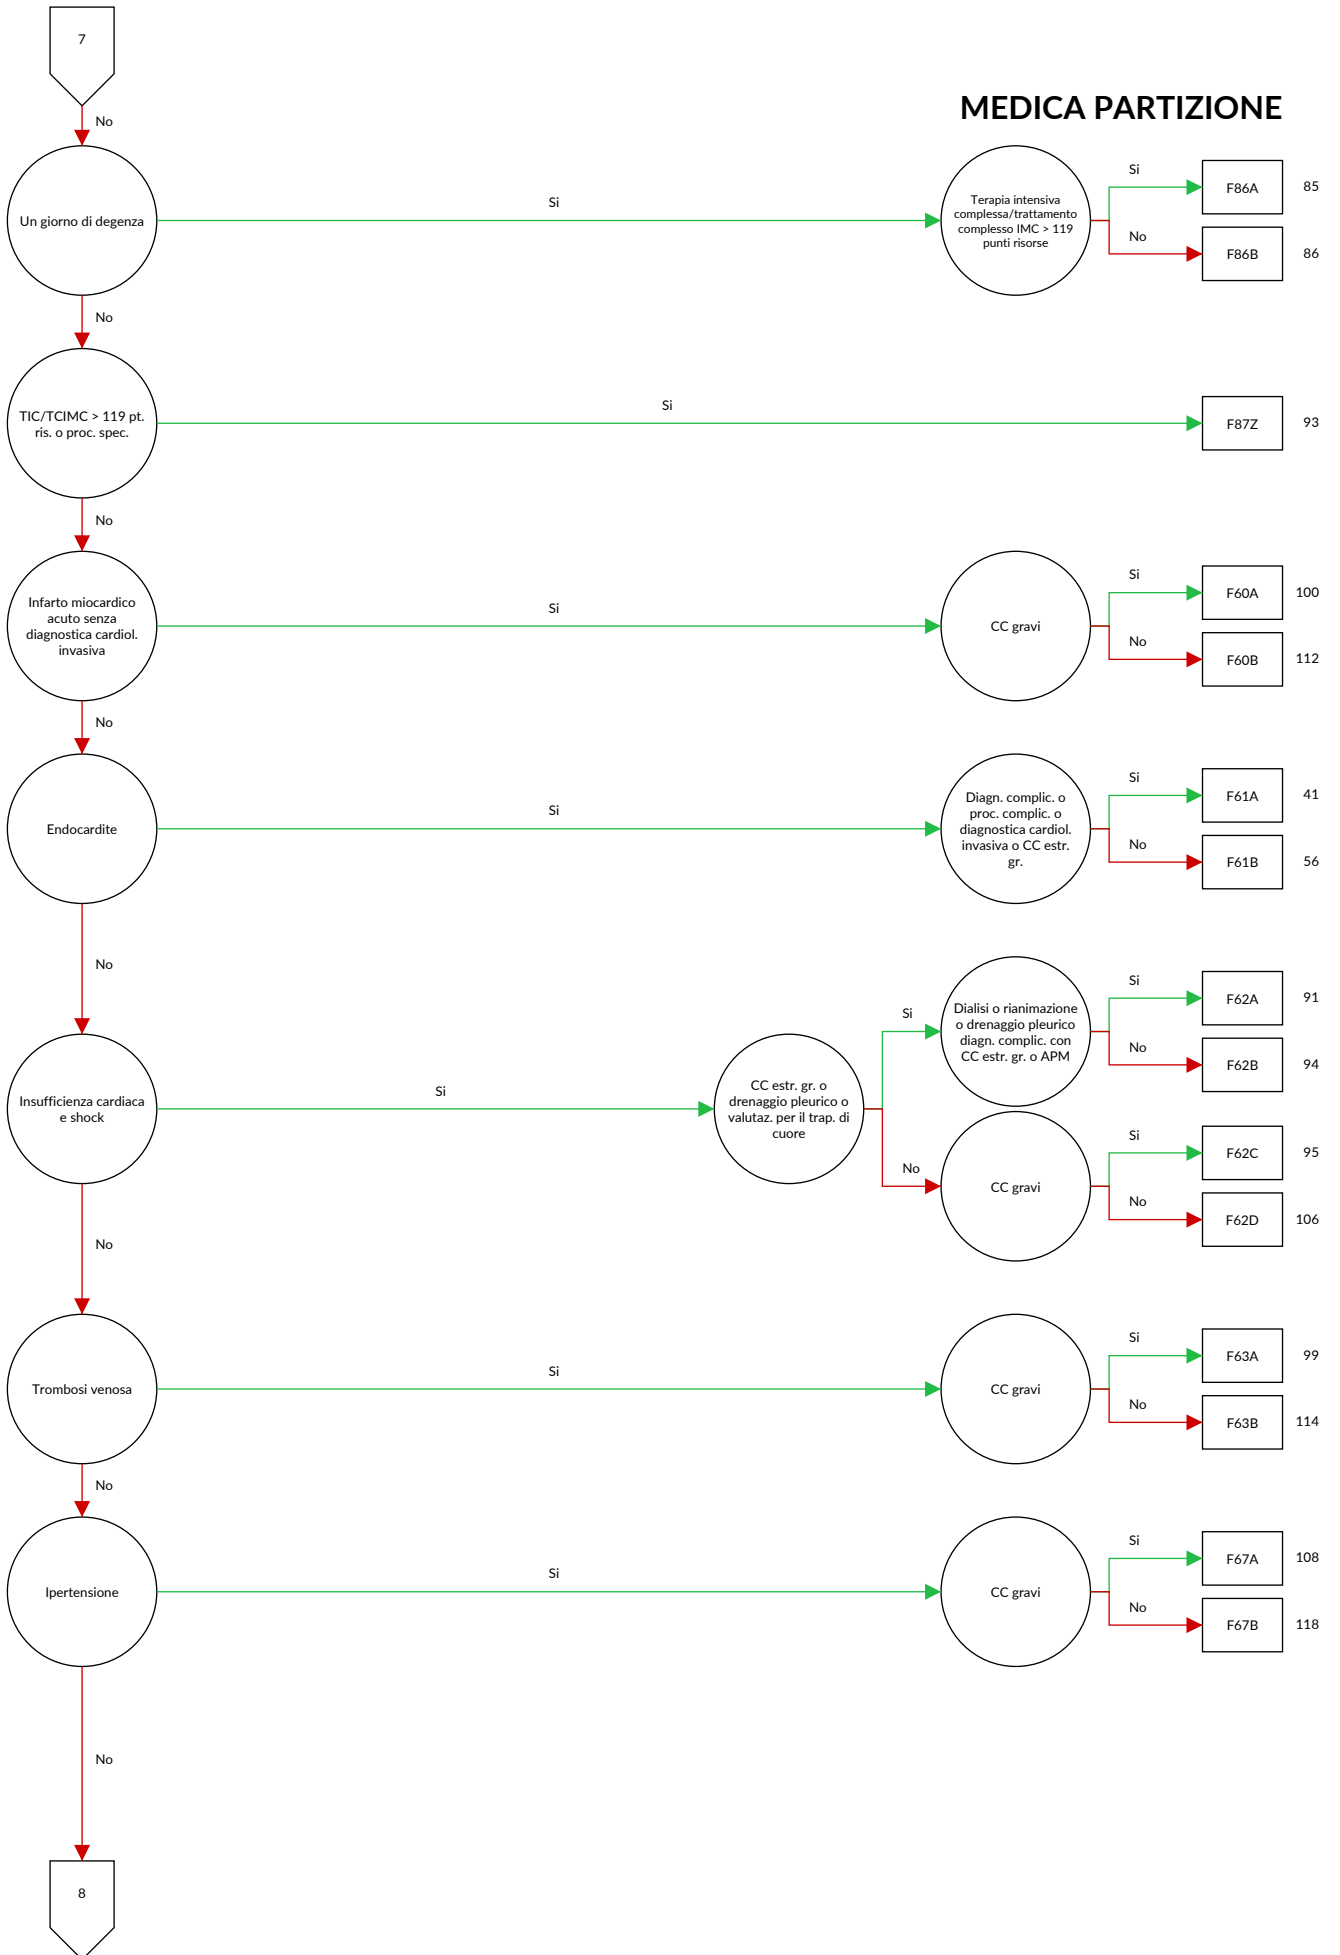 7
No
MEDICA PARTIZIONE
Un giorno di degenza
Si
Terapia intensiva
complessa/trattamento
complesso IMC > 119
punti risorse
Si
F86A
85
No
F86B
86
No
TIC/TCIMC > 119 pt.
ris. o proc. spec.
Si
F87Z
93
No
Infarto miocardico
acuto senza
diagnostica cardiol.
invasiva
Si
CC gravi
Si
F60A
100
No
F60B
112
No
Endocardite
Si
Diagn. complic. o
proc. complic. o
diagnostica cardiol.
invasiva o CC estr.
gr.
Si
F61A
41
No
F61B
56
No
Insufficienza cardiaca
e shock
Si
CC estr. gr. o
drenaggio pleurico o
valutaz. per il trap. di
cuore
Si
Dialisi o rianimazione
o drenaggio pleurico
diagn. complic. con
CC estr. gr. o APM
Si
F62A
91
No
F62B
94
No
CC gravi
Si
F62C
95
No
F62D
106
No
Trombosi venosa
Si
CC gravi
Si
F63A
99
No
F63B
114
No
Ipertensione
Si
CC gravi
Si
F67A
108
No
F67B
118
No
8